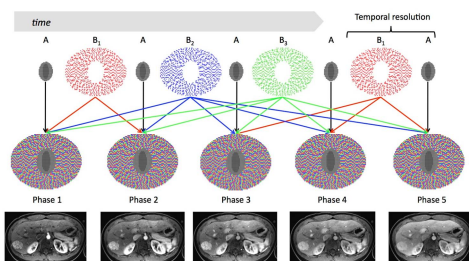 time
Temporal resolution
A B1 A B2 A B3 A B1 A
Phase 1 Phase 2 Phase 3 Phase 4 Phase 5